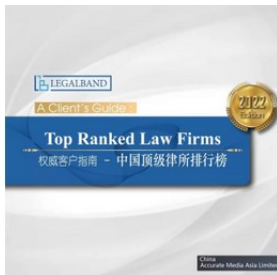 LEGALBAND
A Client's Guide :
2022
Edition
Top Ranked Law Firms
权威客户指南 - 中国顶级律所排行榜
China
Accurate Media Asia Limited